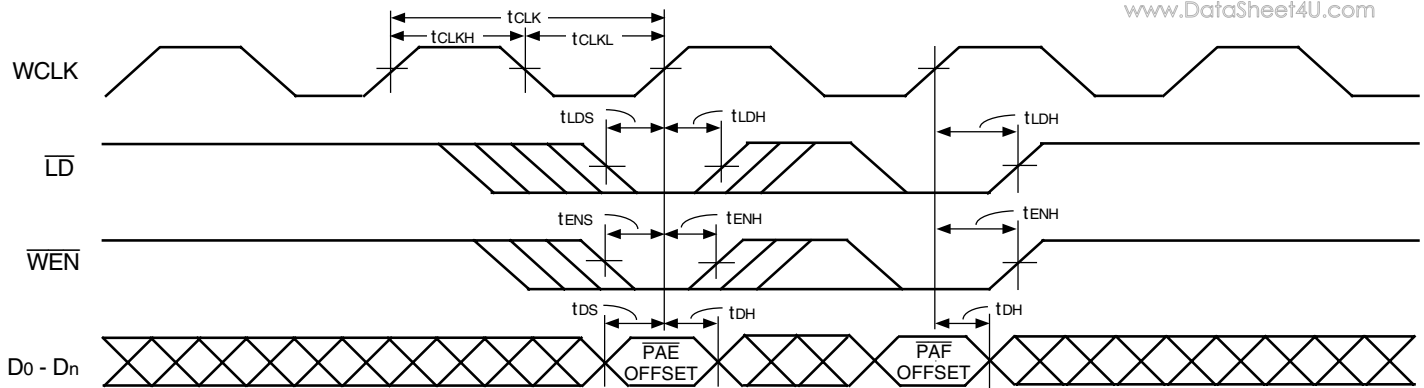 www.DataSheet4U.com
tCLK
tCLKH
tCLKL
WCLK
tLDS
tLDH
tLDH
LD
tENS
tENH
tENH
WEN
tDS
tDH
tDH
D0 - Dn
PAE
OFFSET
PAF
OFFSET